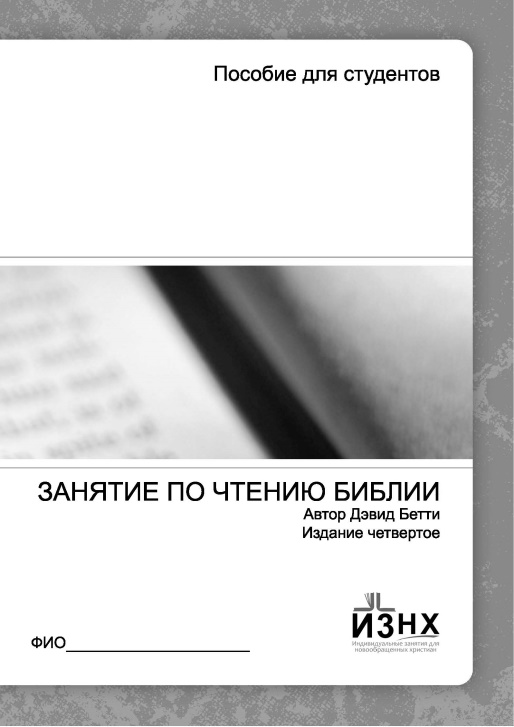 Пособие для студентов
ЗАНЯТИЕ ПО ЧТЕНИЮ БИБЛИИ
Автор Дэвид Бетти
Издание четвертое
ИЗНХ
Индивидуальные занятия для
новообращенных христиан
ФИО